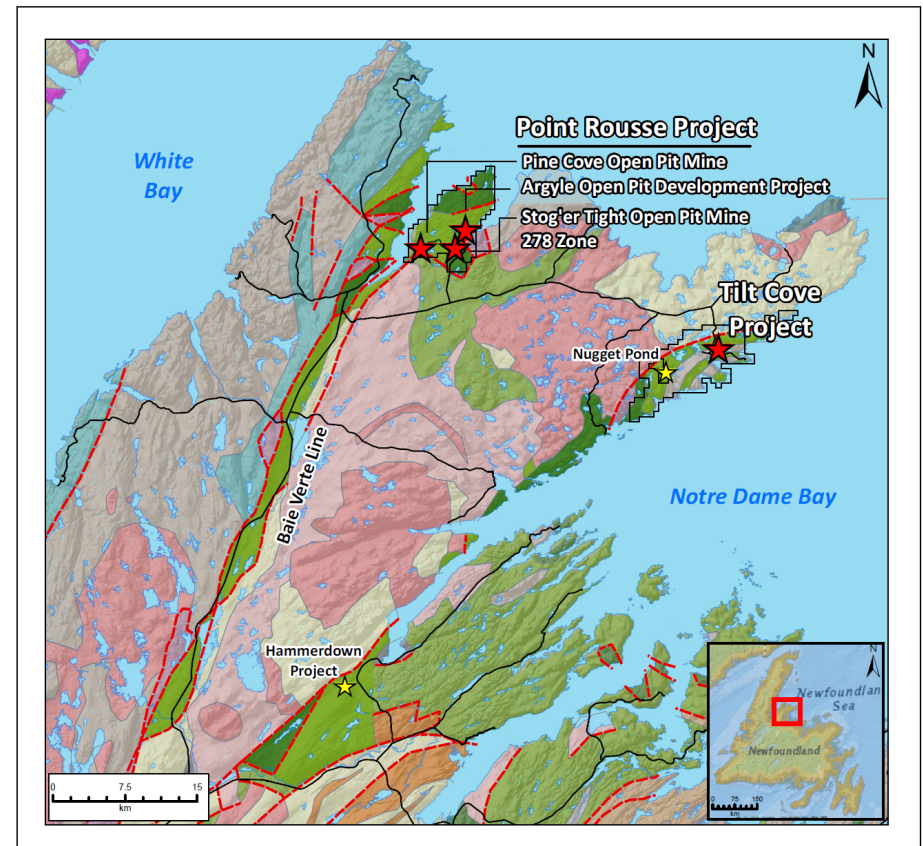 N
Point Rousse Project
White
Bay
Pine Cove Open Pit Mine
Argyle Open Pit Development Project
Stog'er Tight Open Pit Mine
278 Zone
Tilt Cove
Project
Nugget Pond
Baie Verte Line
Notre Dame Bay
Hammerdown
Project
N
Newfoundlan
Sea
Newfoundland
0 7.5 15
km
0 75 150
km